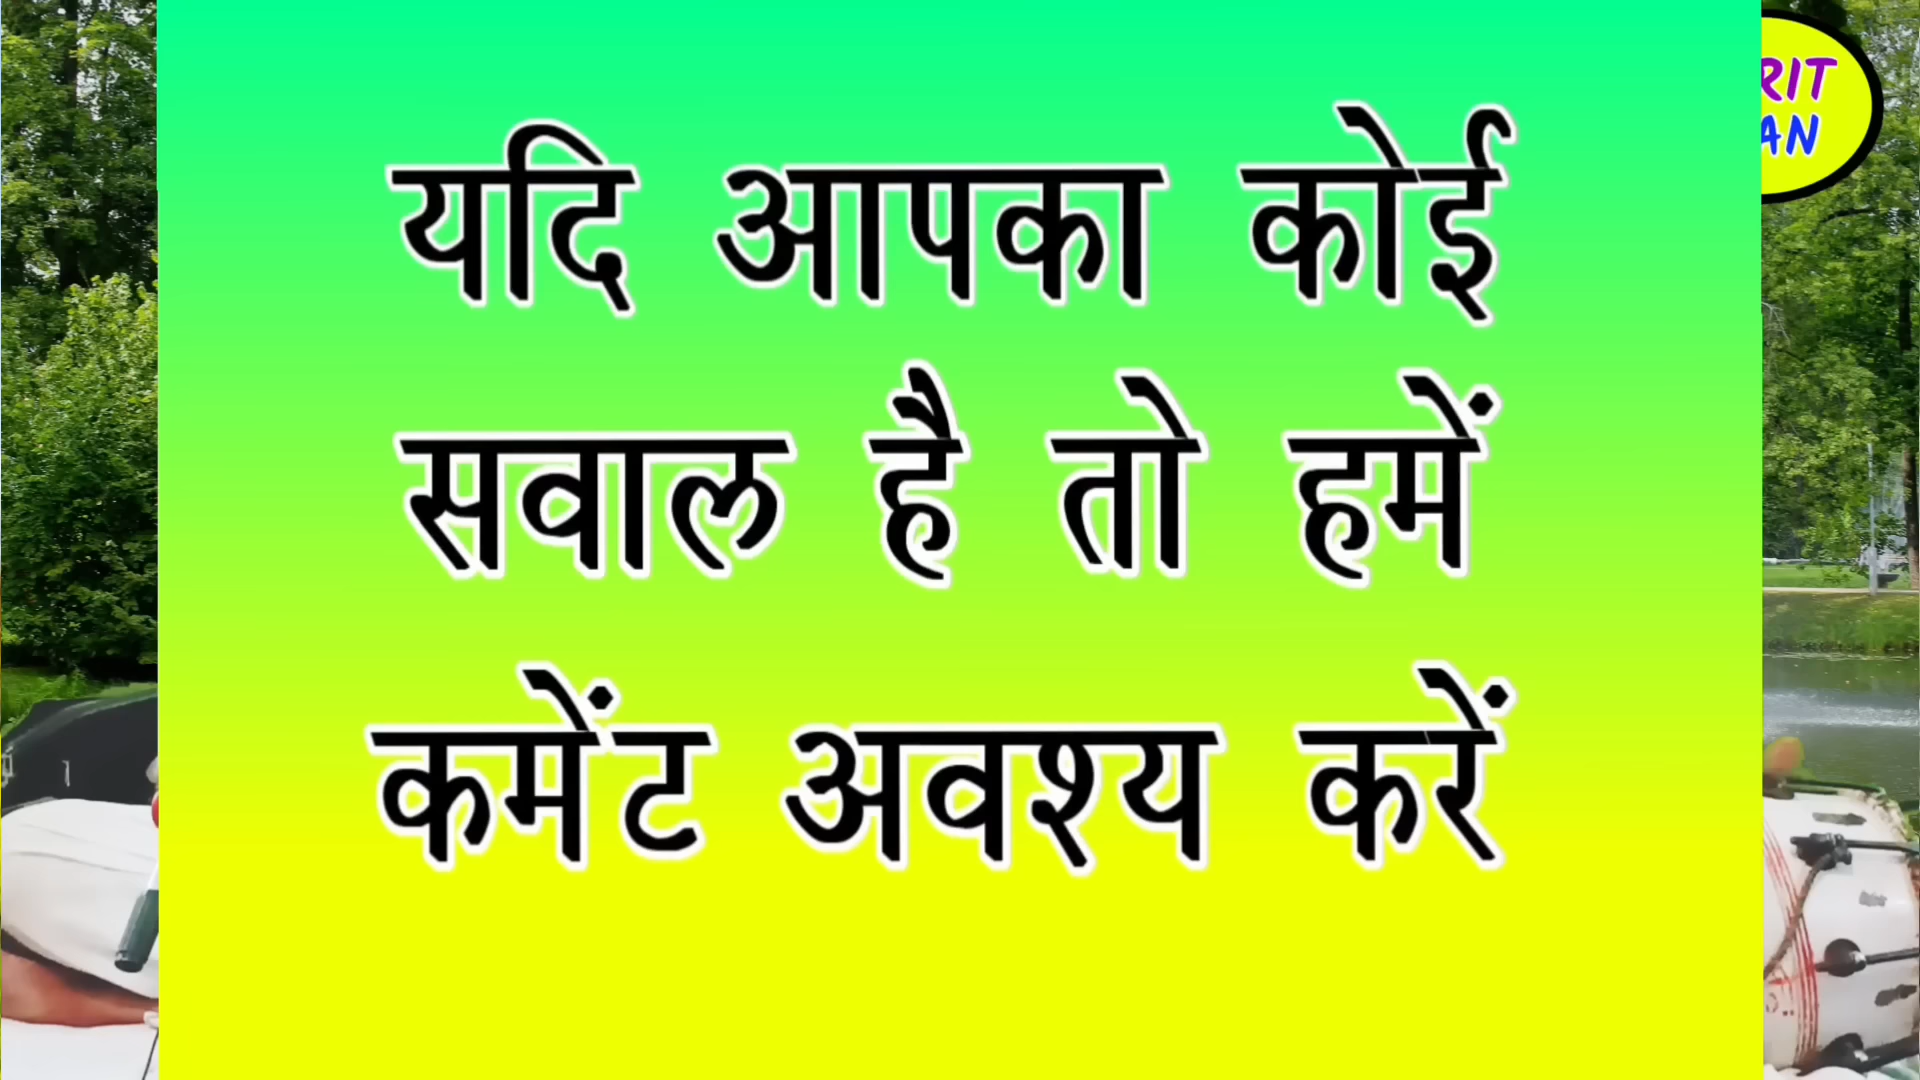 यदि आपका कोई
सवाल है तो हमें
कमेंट अवश्य करें